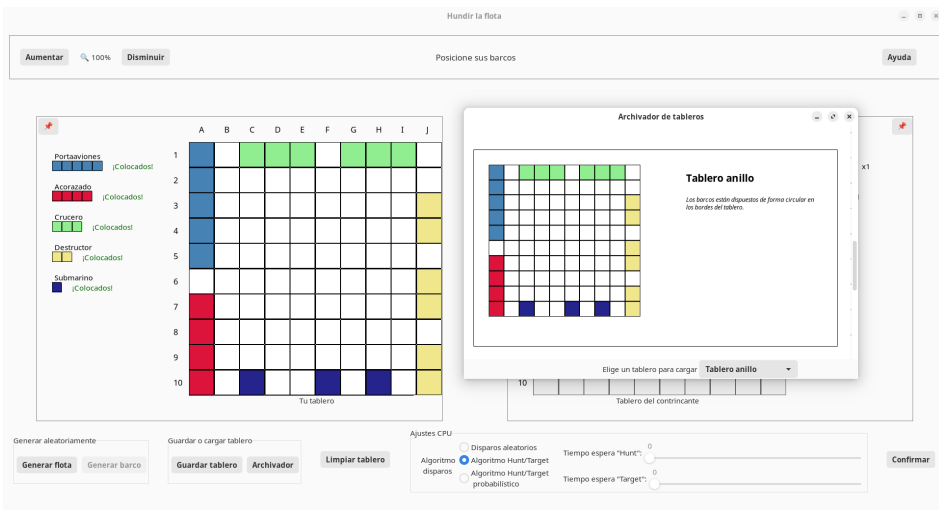 Hundir la flota
Aumentar 🔍 100% Disminuir
Posicione sus barcos
Ayuda
A B C D E F G H I J
1
2
3
4
5
6
7
8
9
10
Portaaviones
¡Colocados!
Acorazado
¡Colocados!
Crucero
¡Colocados!
Destructor
¡Colocados!
Submarino
¡Colocados!
Tu tablero
Archivador de tableros
Tablero anillo
Los barcos están dispuestos de forma circular en
los bordes del tablero.
Elige un tablero para cargar Tablero anillo
x1
10
Tablero del contrincante
Generar aleatoriamente
Generar flota Generar barco
Guardar o cargar tablero
Guardar tablero Archivador
Limpiar tablero
Ajustes CPU
Algoritmo
disparos
Disparos aleatorios
Algoritmo Hunt/Target
Algoritmo Hunt/Target
probabilístico
0
Tiempo espera "Hunt":
0
Tiempo espera "Target":
Confirmar